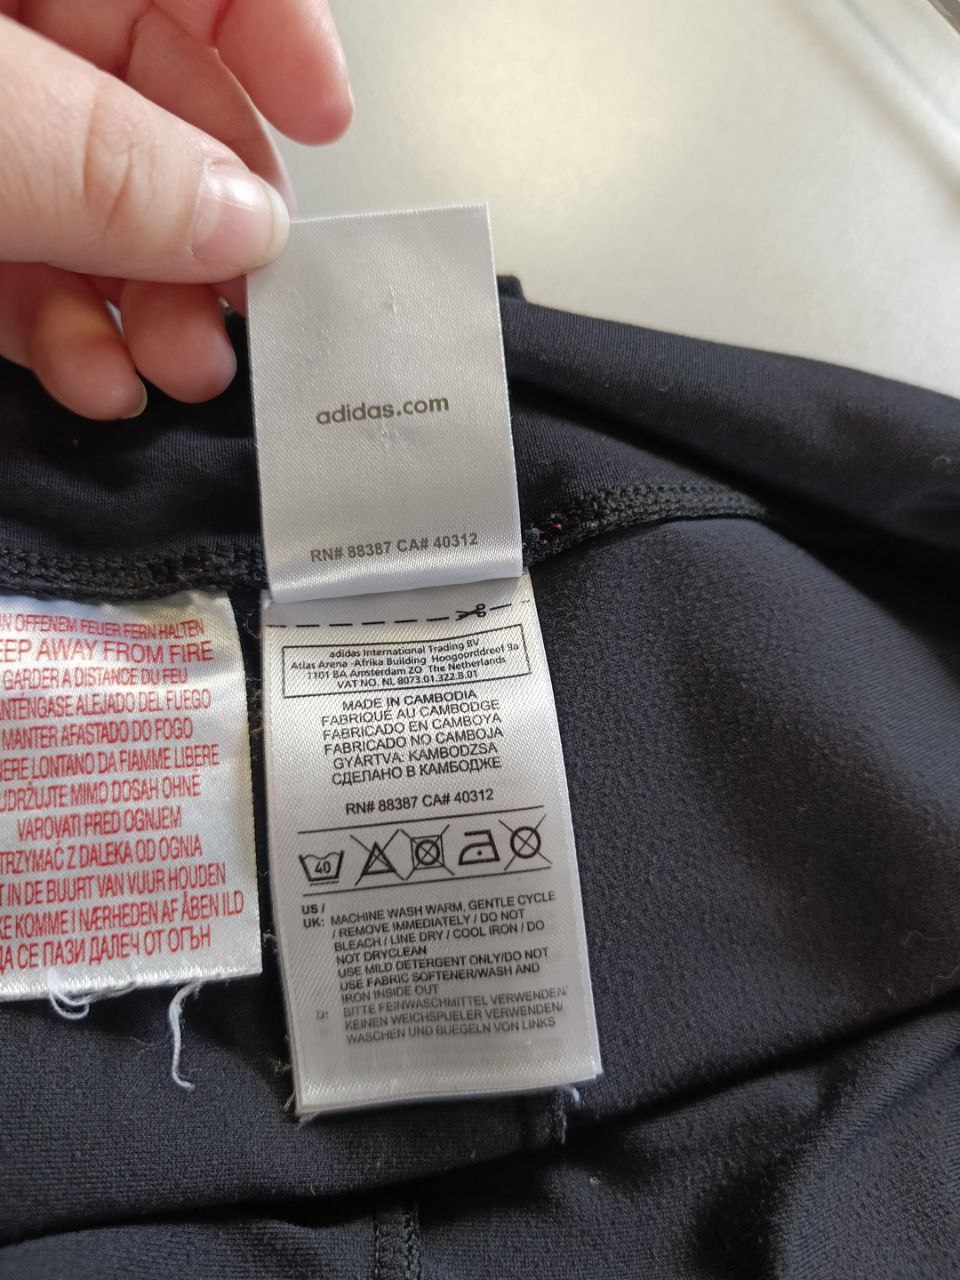 adidas.com
RN# 88387 CA# 40312
adidas International Trading BV
Atlas Arena -Afrika Building Hoogoorddreef 9a
1101 BA Amsterdam ZO The Netherlands
VAT NO. NL 8073.01.322.B.01
MADE IN CAMBODIA
FABRIQUÉ AU CAMBODGE
FABRICADO EN CAMBOYA
FABRICADO NO CAMBOJA
GYÁRTVA: KAMBODZSA
СДЕЛАНО В КАМБОДЖЕ
RN# 88387 CA# 40312
40
US /
UK: MACHINE WASH WARM, GENTLE CYCLE
/ REMOVE IMMEDIATELY / DO NOT
BLEACH / LINE DRY / COOL IRON / DO
NOT DRYCLEAN
USE MILD DETERGENT ONLY/DO NOT
USE FABRIC SOFTENER/WASH AND
IRON INSIDE OUT
D: BITTE FEINWASCHMITTEL VERWENDEN/
KEINEN WEICHSPUELER VERWENDEN/
WASCHEN UND BUEGELN VON LINKS
OFFENEM FEUER FERN HALTEN
EEP AWAY FROM FIRE
GARDER A DISTANCE DU FEU
ANTÉNGASE ALEJADO DEL FUEGO
MANTER AFASTADO DO FOGO
NERE LONTANO DA FIAMME LIBERE
UDRŽUJTE MIMO DOSAH OHNE
VAROVATI PRED OGNJEM
TRZYMAĆ Z DALEKA OD OGNIA
T IN DE BUURT VAN VUUR HOUDEN
KE KOMME I NÆRHEDEN AF ÅBEN ILD
ДА СЕ ПАЗИ ДАЛЕЧ ОТ ОГЪН